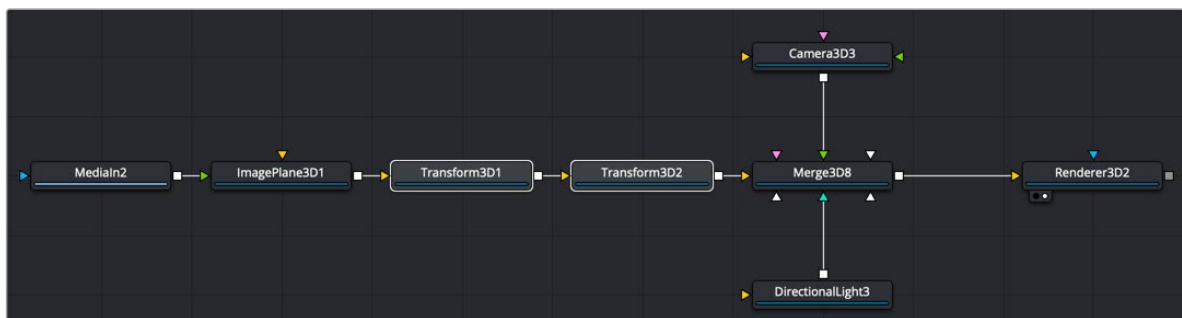 Camera3D3
MediaIn2
ImagePlane3D1
Transform3D1
Transform3D2
Merge3D8
Renderer3D2
DirectionalLight3